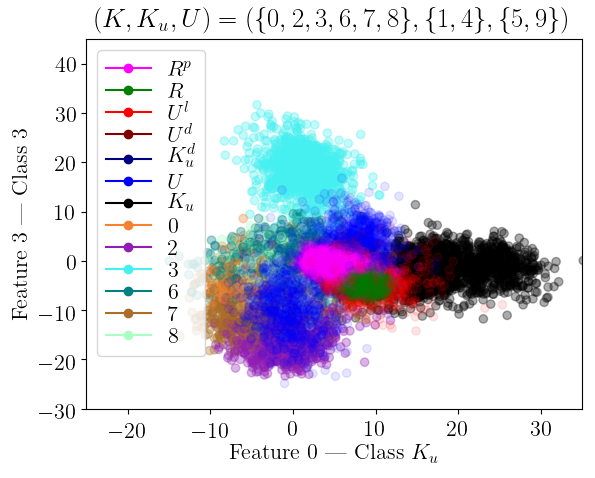 (K, K_u, U) = ({0, 2, 3, 6, 7, 8}, {1, 4}, {5, 9})
Feature 3 — Class 3
40
30
20
10
0
−10
−20
−30
R^p
R
U^l
U^d
K_u^d
U
K_u
0
2
3
6
7
8
−20 −10 0 10 20 30
Feature 0 — Class K_u